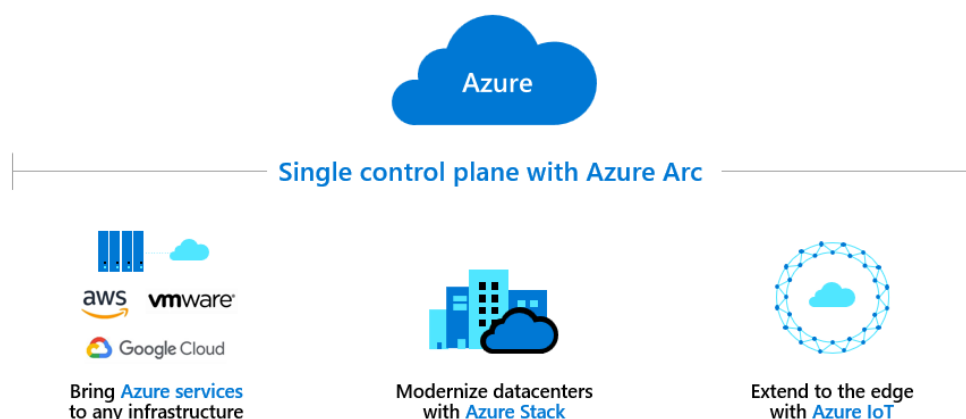 Azure
Single control plane with Azure Arc
aws vmware®
Google Cloud
Bring Azure services
to any infrastructure
Modernize datacenters
with Azure Stack
Extend to the edge
with Azure IoT